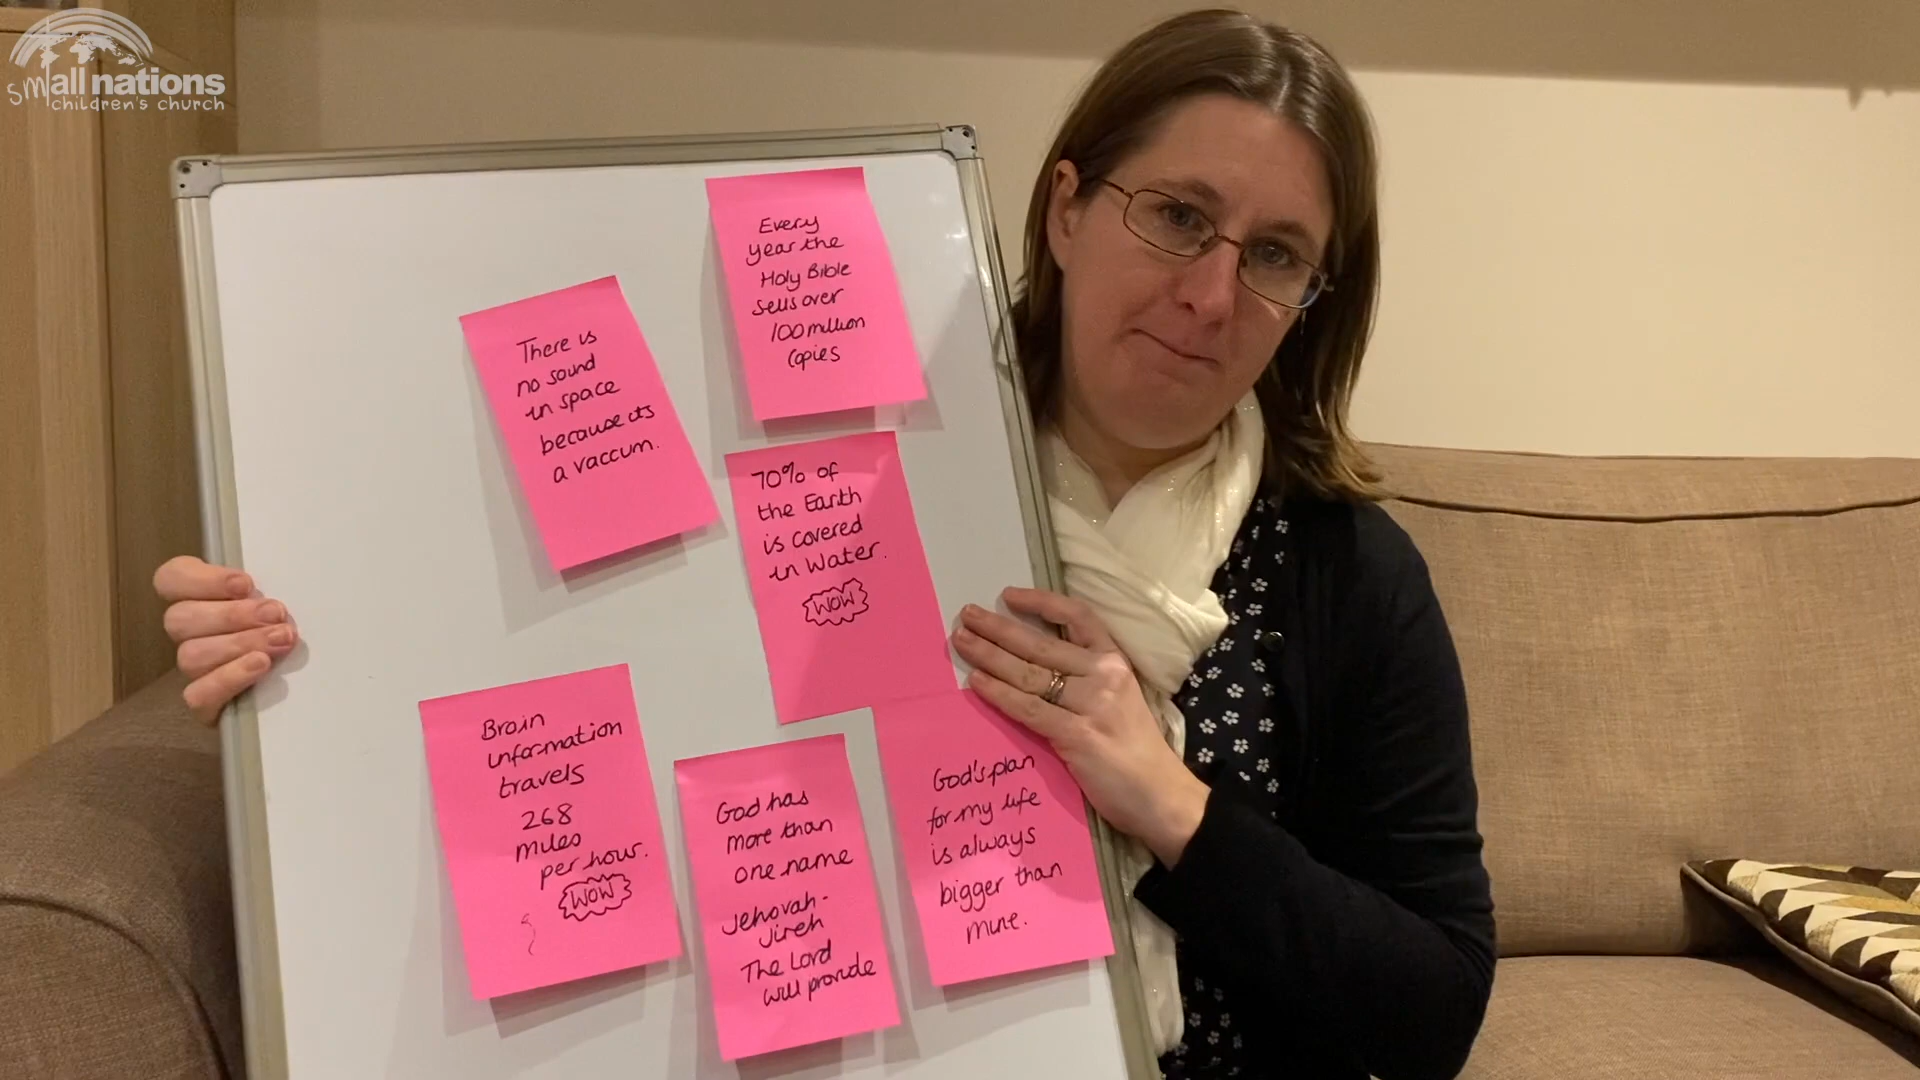 small nations
children's church
Every
year the
Holy Bible
sells over
100 million
copies
There is
no sound
in space
because its
a vaccum.
70% of
the Earth
is covered
in Water.
WOW
Brain
information
travels
268
miles
per hour.
WOW
God has
more than
one name
Jehovah-
Jireh
The Lord
will provide
God's plan
for my life
is always
bigger than
mine.